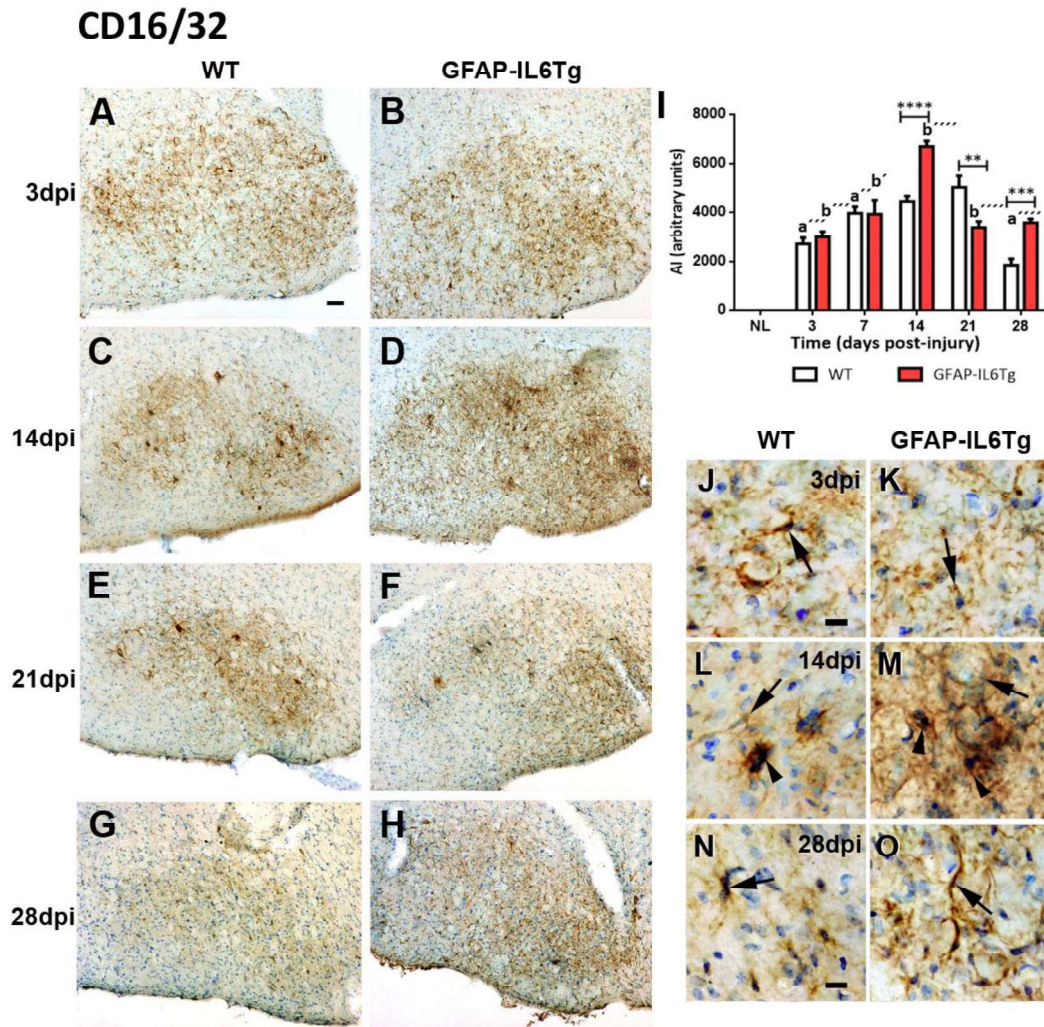 CD16/32
WT GFAP-IL6Tg
A B
3dpi
C D
14dpi
E F
21dpi
G H
28dpi
I
8000
6000
4000
2000
0
AI (arbitrary units)
a´´´ b´´´
a´´ b´
**** b´´´´
** b´´´´
*** a´´´´
NL 3 7 14 21 28
Time (days post-injury)
WT GFAP-IL6Tg
WT GFAP-IL6Tg
J 3dpi K
L 14dpi M
N 28dpi O